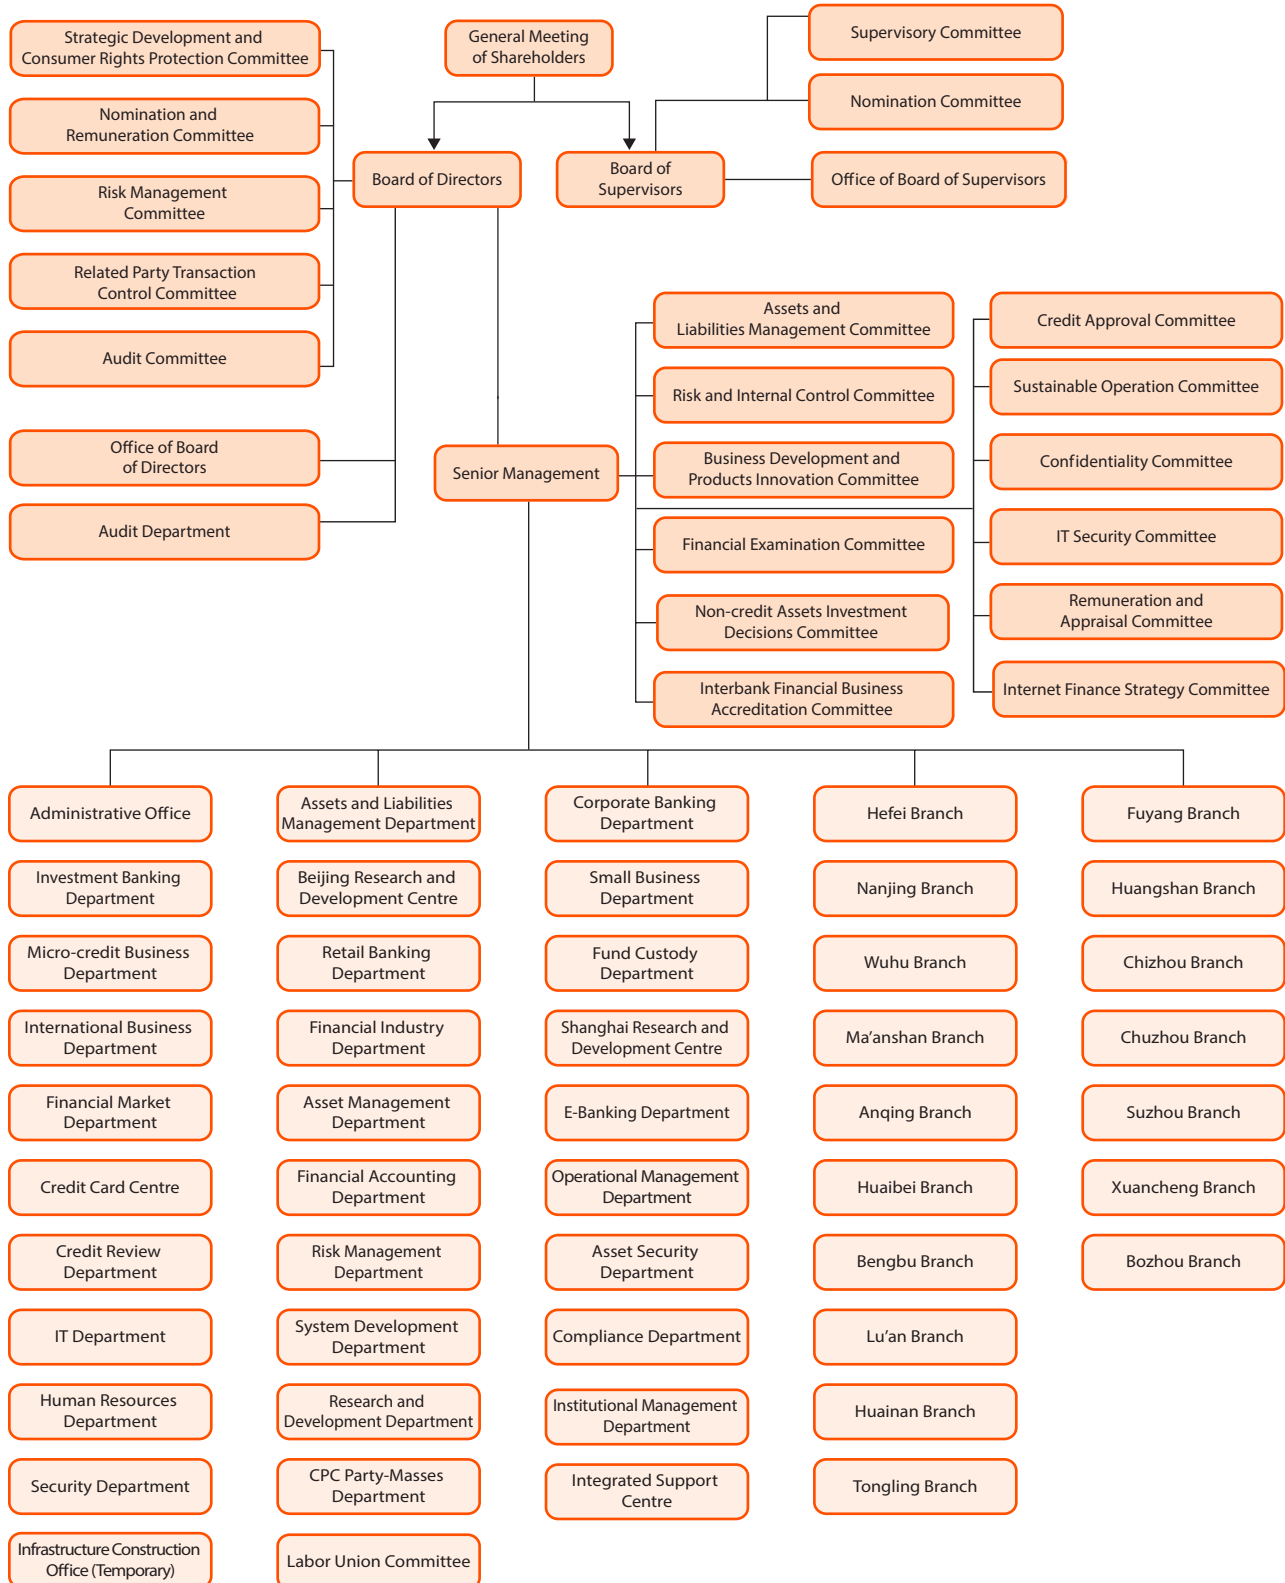 General Meeting
of Shareholders
Board of Directors
Board of
Supervisors
Supervisory Committee
Nomination Committee
Office of Board of Supervisors
Strategic Development and
Consumer Rights Protection Committee
Nomination and
Remuneration Committee
Risk Management
Committee
Related Party Transaction
Control Committee
Audit Committee
Office of Board
of Directors
Audit Department
Senior Management
Assets and
Liabilities Management Committee
Risk and Internal Control Committee
Business Development and
Products Innovation Committee
Financial Examination Committee
Non-credit Assets Investment
Decisions Committee
Interbank Financial Business
Accreditation Committee
Credit Approval Committee
Sustainable Operation Committee
Confidentiality Committee
IT Security Committee
Remuneration and
Appraisal Committee
Internet Finance Strategy Committee
Administrative Office
Investment Banking
Department
Micro-credit Business
Department
International Business
Department
Financial Market
Department
Credit Card Centre
Credit Review
Department
IT Department
Human Resources
Department
Security Department
Infrastructure Construction
Office (Temporary)
Assets and Liabilities
Management Department
Beijing Research and
Development Centre
Retail Banking
Department
Financial Industry
Department
Asset Management
Department
Financial Accounting
Department
Risk Management
Department
System Development
Department
Research and
Development Department
CPC Party-Masses
Department
Labor Union Committee
Corporate Banking
Department
Small Business
Department
Fund Custody
Department
Shanghai Research and
Development Centre
E-Banking Department
Operational Management
Department
Asset Security
Department
Compliance Department
Institutional Management
Department
Integrated Support
Centre
Hefei Branch
Nanjing Branch
Wuhu Branch
Ma’anshan Branch
Anqing Branch
Huaibei Branch
Bengbu Branch
Lu’an Branch
Huainan Branch
Tongling Branch
Fuyang Branch
Huangshan Branch
Chizhou Branch
Chuzhou Branch
Suzhou Branch
Xuancheng Branch
Bozhou Branch